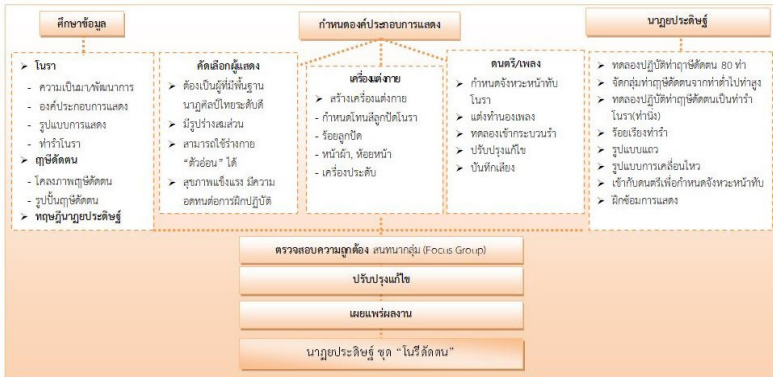 ศึกษาข้อมูล
➤ โนรา
- ความเป็นมา/พัฒนาการ
- องค์ประกอบการแสดง
- รูปแบบการแสดง
- ท่ารำโนรา
➤ ฤๅษีดัดตน
- โคลงภาพฤๅษีดัดตน
- รูปปั้นฤๅษีดัดตน
➤ ทฤษฎีนาฏยประดิษฐ์
กำหนดองค์ประกอบการแสดง
คัดเลือกผู้แสดง
➤ ต้องเป็นผู้ที่มีพื้นฐาน
นาฏศิลป์ไทยระดับดี
➤ มีรูปร่างสมส่วน
➤ สามารถใช้ร่างกาย
"ตัวอ่อน" ได้
➤ สุขภาพแข็งแรง มีความ
อดทนต่อการฝึกปฏิบัติ
เครื่องแต่งกาย
➤ สร้างเครื่องแต่งกาย
- กำหนดโทนสีลูกปัดโนรา
- ร้อยลูกปัด
- หน้าผ้า, ห้อยหน้า
- เครื่องประดับ
ดนตรี/เพลง
➤ กำหนดจังหวะหน้าทับ
โนรา
➤ แต่งทำนองเพลง
➤ ทดลองเข้ากระบวนรำ
➤ ปรับปรุงแก้ไข
➤ บันทึกเสียง
นาฏยประดิษฐ์
➤ ทดลองปฏิบัติท่าฤๅษีดัดตน 80 ท่า
➤ จัดกลุ่มท่าฤๅษีดัดตนจากท่าต่ำไปท่าสูง
➤ ทดลองปฏิบัติท่าฤๅษีดัดตนเป็นท่ารำ
โนรา(ท่านิ่ง)
➤ ร้อยเรียงท่ารำ
➤ รูปแบบแถว
➤ รูปแบบการเคลื่อนไหว
➤ เข้ากับดนตรีเพื่อกำหนดจังหวะหน้าทับ
➤ ฝึกซ้อมการแสดง
ตรวจสอบความถูกต้อง สนทนากลุ่ม (Focus Group)
ปรับปรุงแก้ไข
เผยแพร่ผลงาน
นาฏยประดิษฐ์ ชุด "โนรีดัดตน"